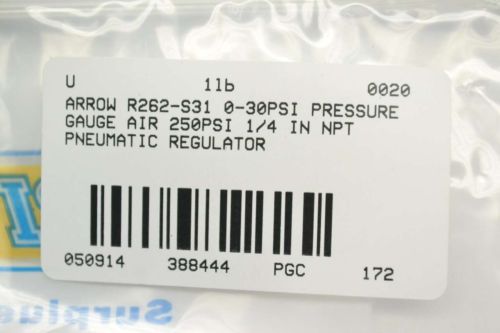 U 1lb 0020
ARROW R262-S31 0-30PSI PRESSURE
GAUGE AIR 250PSI 1/4 IN NPT
PNEUMATIC REGULATOR
050914 388444 PGC 172
Surplus